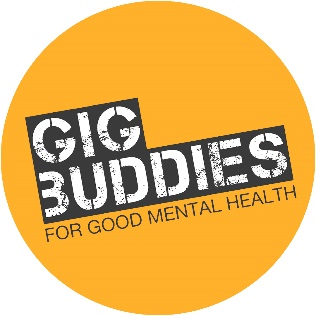 GIG
BUDDIES
FOR GOOD MENTAL HEALTH